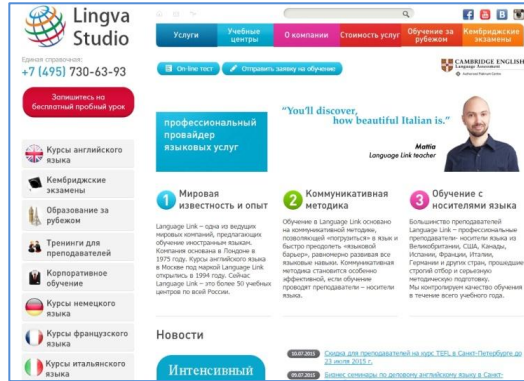 Lingva
Studio
Единая справочная:
+7 (495) 730-63-93
Запишитесь на
бесплатный пробный урок
Услуги
Учебные
центры
О компании
Стоимость услуг
Обучение за
рубежом
Кембриджские
экзамены
On-line тест
Отправить заявку на обучение
CAMBRIDGE ENGLISH
Language Assessment
профессиональный
провайдер
языковых услуг
"You'll discover,
how beautiful Italian is."
Mattia
Language Link teacher
Курсы английского
языка
Кембриджские
экзамены
Образование за
рубежом
Тренинги для
преподавателей
Корпоративное
обучение
Курсы немецкого
языка
Курсы французского
языка
Курсы итальянского
языка
1 Мировая
известность и опыт
Language Link – одна из ведущих
мировых компаний, предлагающих
обучение иностранным языкам.
Компания основана в Лондоне в
1975 году. Курсы английского языка
в Москве под маркой Language Link
открылись в 1994 году. Сейчас
Language Link – это более 50 учебных
центров по всей России.
2 Коммуникативная
методика
Обучение в Language Link основано
на коммуникативной методике,
позволяющей «погрузиться» в язык и
быстро преодолеть «языковой
барьер», равномерно развивая все
языковые навыки. Коммуникативная
методика становится особенно
эффективной, если обучение
проводят преподаватели – носители
языка.
3 Обучение с
носителями языка
Большинство преподавателей
Language Link – профессиональные
преподаватели- носители языка из
Великобритании, США, Канады,
Испании, Франции, Италии,
Германии и других стран, прошедшие
строгий отбор и серьезную
методическую подготовку.
Мы контролируем качество обучения
в течение всего учебного года.
Новости
Интенсивный
10.07.2015 Скидка для преподавателей на курс TEFL в Санкт-Петербурге до
23 июля 2015 г.
09.07.2015 Бизнес семинары по деловому английскому языку в Санкт-